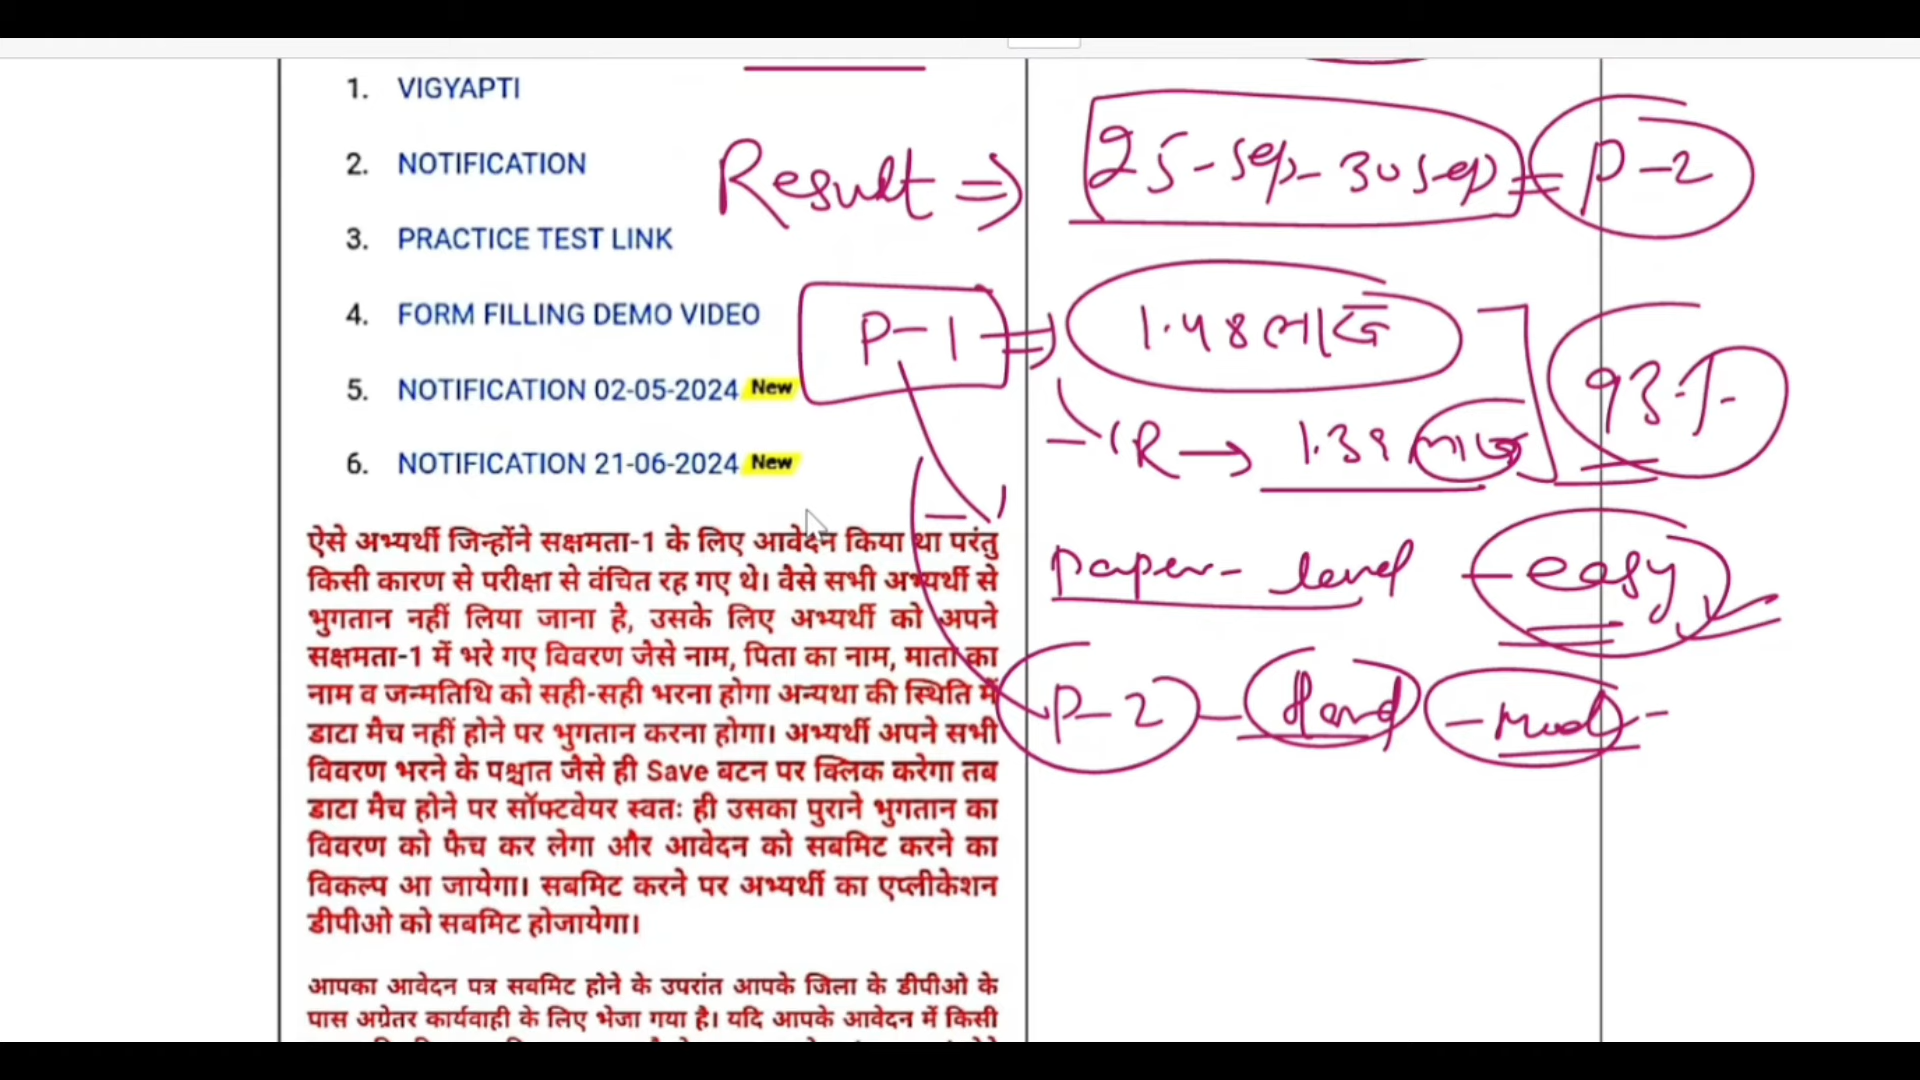 1. VIGYAPTI
2. NOTIFICATION
3. PRACTICE TEST LINK
4. FORM FILLING DEMO VIDEO
5. NOTIFICATION 02-05-2024 New
6. NOTIFICATION 21-06-2024 New
ऐसे अभ्यर्थी जिन्होंने सक्षमता-1 के लिए आवेदन किया था परंतु
किसी कारण से परीक्षा से वंचित रह गए थे। वैसे सभी अभ्यर्थी से
भुगतान नहीं लिया जाना है, उसके लिए अभ्यर्थी को अपने
सक्षमता-1 में भरे गए विवरण जैसे नाम, पिता का नाम, माता का
नाम व जन्मतिथि को सही-सही भरना होगा अन्यथा की स्थिति में
डाटा मैच नहीं होने पर भुगतान करना होगा। अभ्यर्थी अपने सभी
विवरण भरने के पश्चात जैसे ही Save बटन पर क्लिक करेगा तब
डाटा मैच होने पर सॉफ्टवेयर स्वतः ही उसका पुराने भुगतान का
विवरण को फैच कर लेगा और आवेदन को सबमिट करने का
विकल्प आ जायेगा। सबमिट करने पर अभ्यर्थी का एप्लीकेशन
डीपीओ को सबमिट होजायेगा।
आपका आवेदन पत्र सबमिट होने के उपरांत आपके जिला के डीपीओ के
पास अग्रेतर कार्यवाही के लिए भेजा गया है। यदि आपके आवेदन में किसी
Result ⇒ 25-Sep-30 Sep = P-2
P-1 ⇒ 1.48 लाख
R → 1.39 लाख 93%
paper-level - easy
P-2 - Hard - Mod -